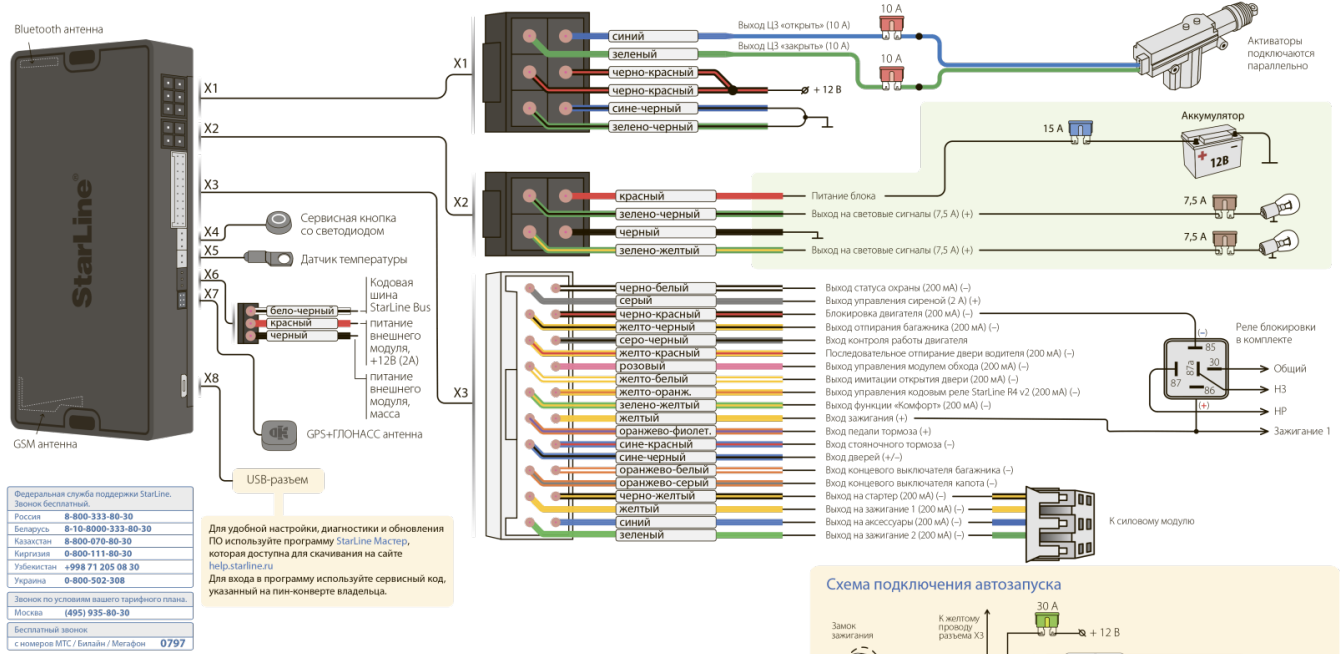 Bluetooth антенна
StarLine
GSM антенна
X1
X2
X3
X4
X5
X6
X7
X8
Сервисная кнопка
со светодиодом
Датчик температуры
бело-черный
красный
черный
Кодовая
шина
StarLine Bus
питание
внешнего
модуля,
+12В (2А)
питание
внешнего
модуля,
масса
GPS+ГЛОНАСС антенна
USB-разъем
X1
синий
зеленый
черно-красный
черно-красный
сине-черный
зелено-черный
Выход ЦЗ «открыть» (10 А)
Выход ЦЗ «закрыть» (10 А)
10 А
10 А
+ 12 В
Активаторы
подключаются
параллельно
X2
красный
зелено-черный
черный
зелено-желтый
Питание блока
Выход на световые сигналы (7,5 А) (+)
Выход на световые сигналы (7,5 А) (+)
15 А
Аккумулятор
+ –
12В
7,5 А
7,5 А
X3
черно-белый Выход статуса охраны (200 мА) (–)
серый Выход управления сиреной (2 А) (+)
черно-красный Блокировка двигателя (200 мА) (–)
желто-черный Выход отпирания багажника (200 мА) (–)
серо-черный Вход контроля работы двигателя
желто-красный Последовательное отпирание двери водителя (200 мА) (–)
розовый Выход управления модулем обхода (200 мА) (–)
желто-белый Выход имитации открытия двери (200 мА) (–)
желто-оранж. Выход управления кодовым реле StarLine R4 v2 (200 мА) (–)
зелено-желтый Выход функции «Комфорт» (200 мА) (–)
желтый Вход зажигания (+)
оранжево-фиолет. Вход педали тормоза (+)
сине-красный Вход стояночного тормоза (–)
сине-черный Вход дверей (+/–)
оранжево-белый Вход концевого выключателя багажника (–)
оранжево-серый Вход концевого выключателя капота (–)
черно-желтый Выход на стартер (200 мА) (–)
желтый Выход на зажигание 1 (200 мА) (–)
синий Выход на аксессуары (200 мА) (–)
зеленый Выход на зажигание 2 (200 мА) (–)
К силовому модулю
Реле блокировки
в комплекте
(–)
85
30
87a
87
86
(+)
Общий
НЗ
НР
Зажигание 1
Федеральная служба поддержки StarLine.
Звонок бесплатный.
Россия 8-800-333-80-30
Беларусь 8-10-8000-333-80-30
Казахстан 8-800-070-80-30
Киргизия 0-800-111-80-30
Узбекистан +998 71 205 08 30
Украина 0-800-502-308
Звонок по условиям вашего тарифного плана.
Москва (495) 935-80-30
Бесплатный звонок
с номеров МТС / Билайн / Мегафон 0797
Для удобной настройки, диагностики и обновления
ПО используйте программу StarLine Мастер,
которая доступна для скачивания на сайте
help.starline.ru
Для входа в программу используйте сервисный код,
указанный на пин-конверте владельца.
Схема подключения автозапуска
Замок
зажигания
К желтому
проводу
разъема X3
30 А
+ 12 В